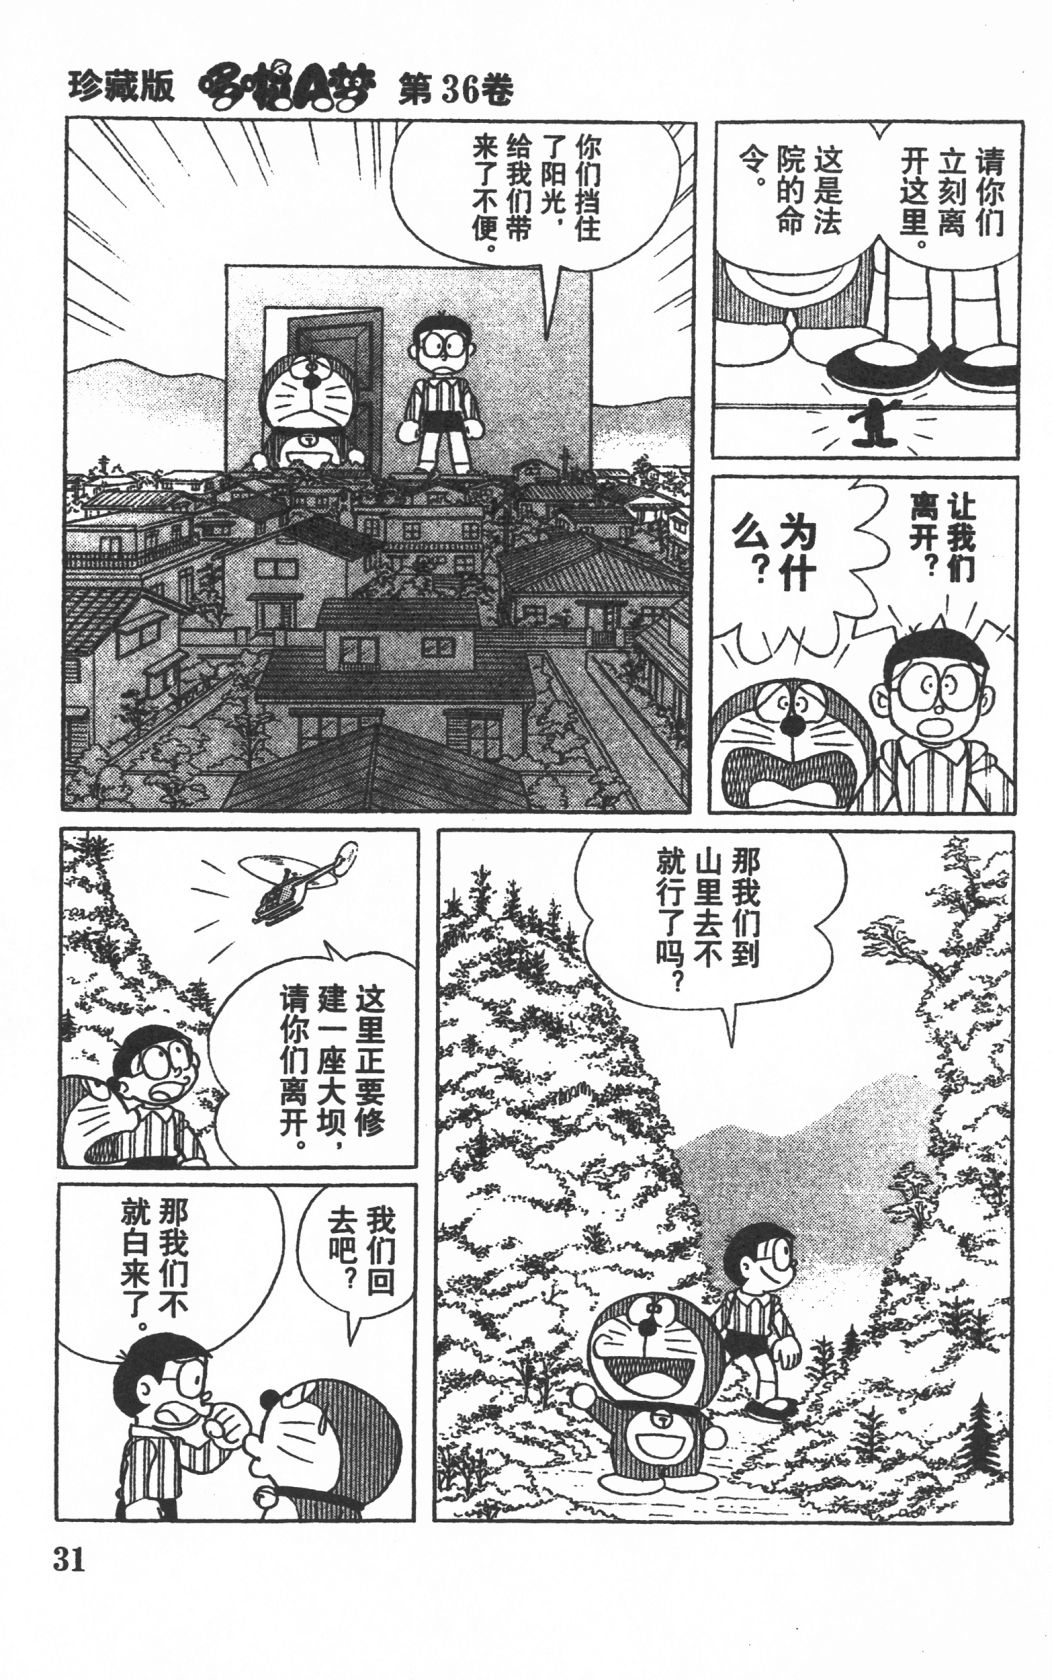 珍藏版 哆啦A梦 第36卷
请你们
立刻离
开这里。
这是法
院的命
令。
你们挡住
了阳光,
给我们带
来了不便。
让我们
离开?
为什
么?
那我们到
山里去不
就行了吗?
这里正要修
建一座大坝,
请你们离开。
我们回
去吧?
那我们不
就白来了。
31